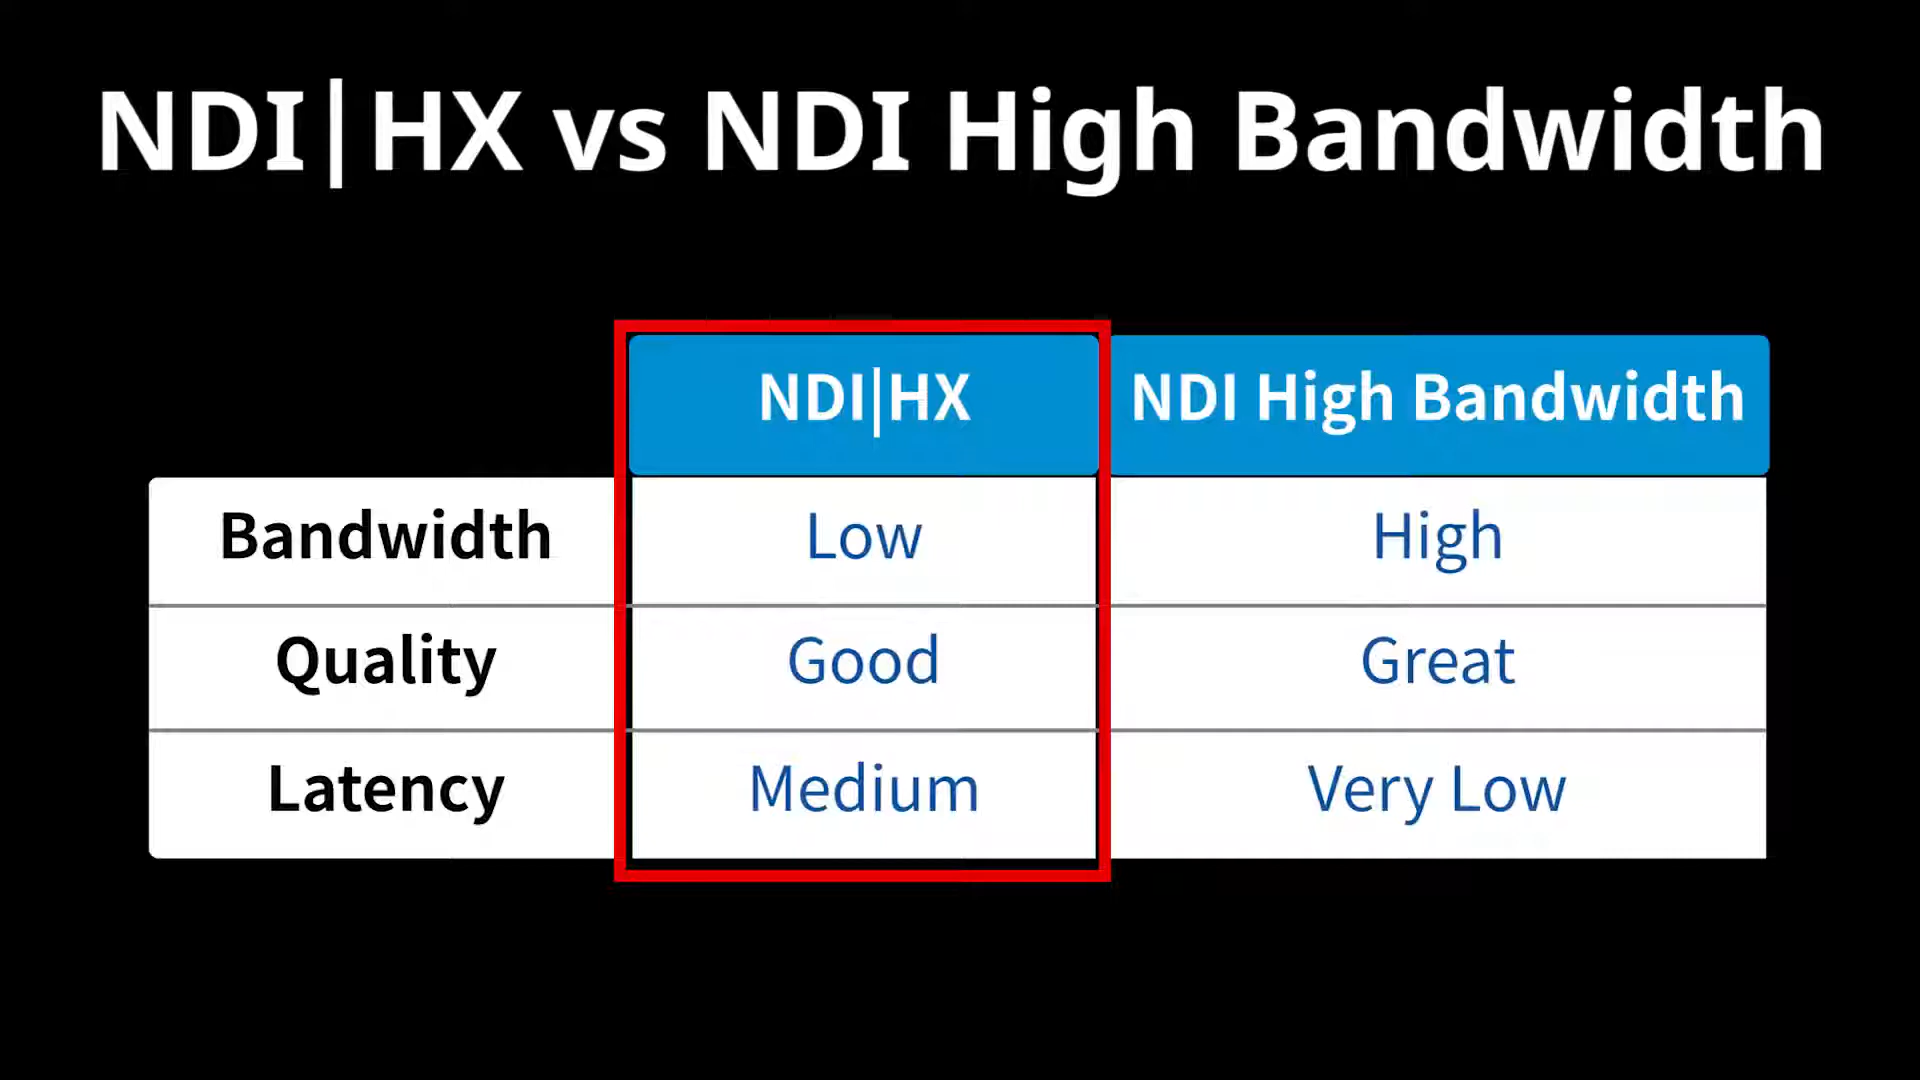 NDI|HX vs NDI High Bandwidth
NDI|HX NDI High Bandwidth
Bandwidth Low High
Quality Good Great
Latency Medium Very Low